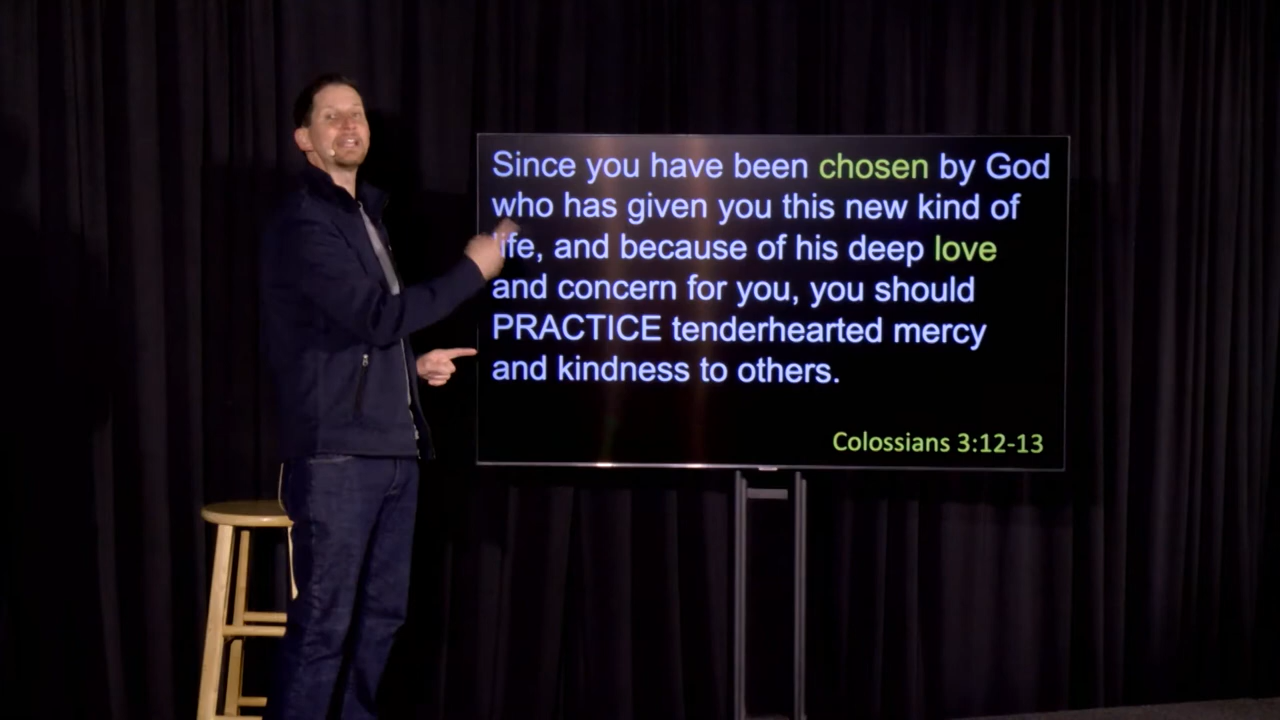 Since you have been chosen by God
who has given you this new kind of
life, and because of his deep love
and concern for you, you should
PRACTICE tenderhearted mercy
and kindness to others.
Colossians 3:12-13